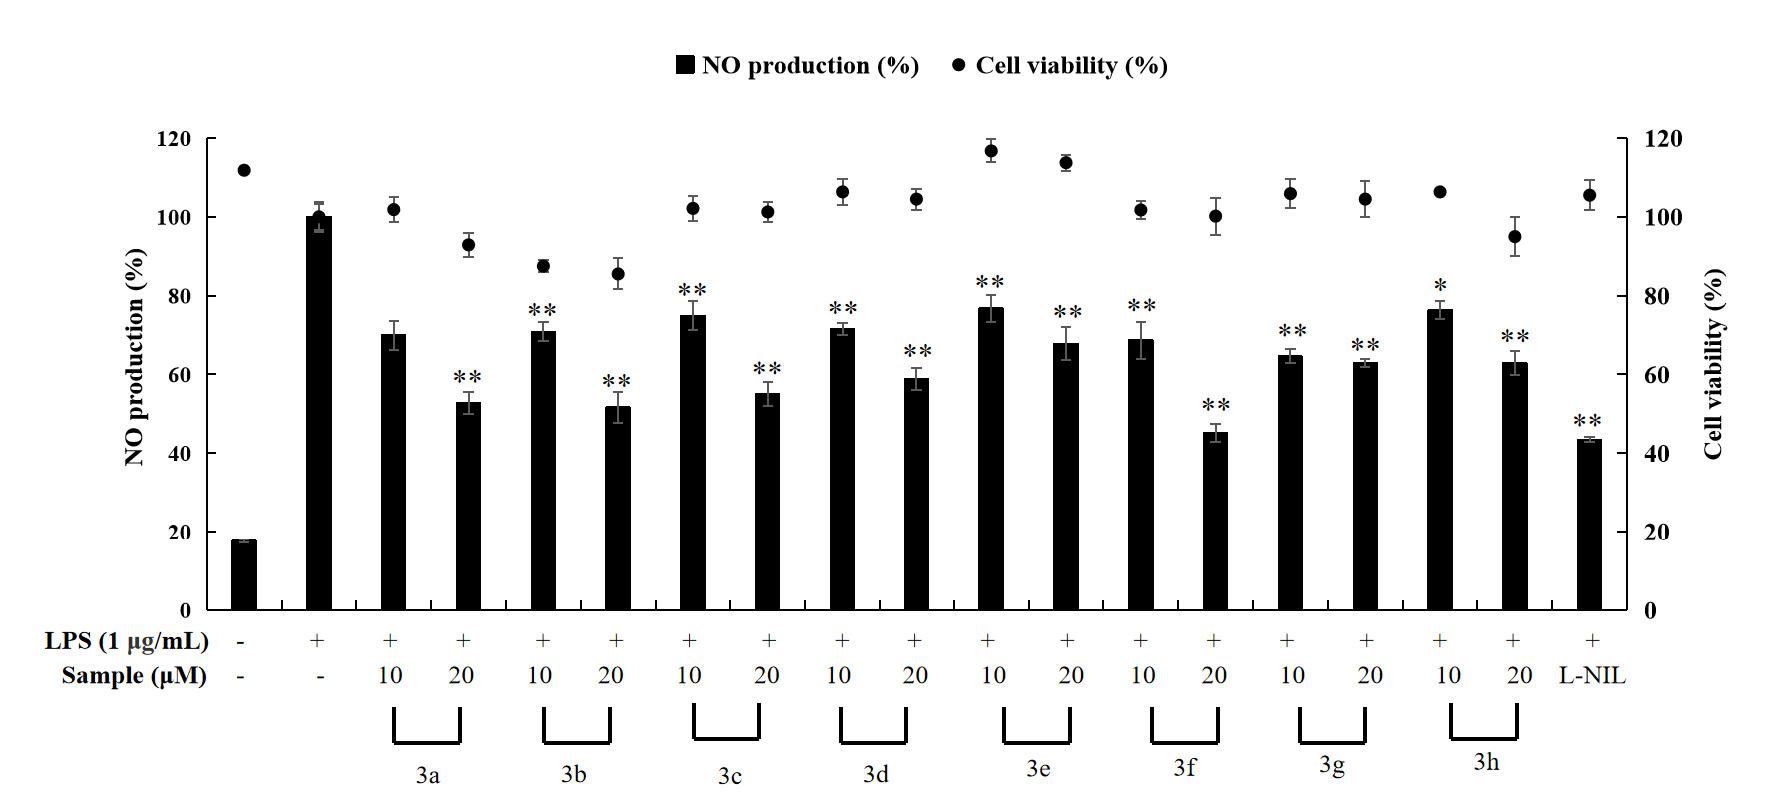 NO production (%) Cell viability (%)
120 120
100 100
80 80
60 60
40 40
20 20
0 0
NO production (%)
Cell viability (%)
** ** ** ** ** ** ** ** ** ** ** ** ** * ** **
LPS (1 μg/mL) - + + + + + + + + + + + + + + + + + +
Sample (μM) - - 10 20 10 20 10 20 10 20 10 20 10 20 10 20 10 20 L-NIL
3a 3b 3c 3d 3e 3f 3g 3h